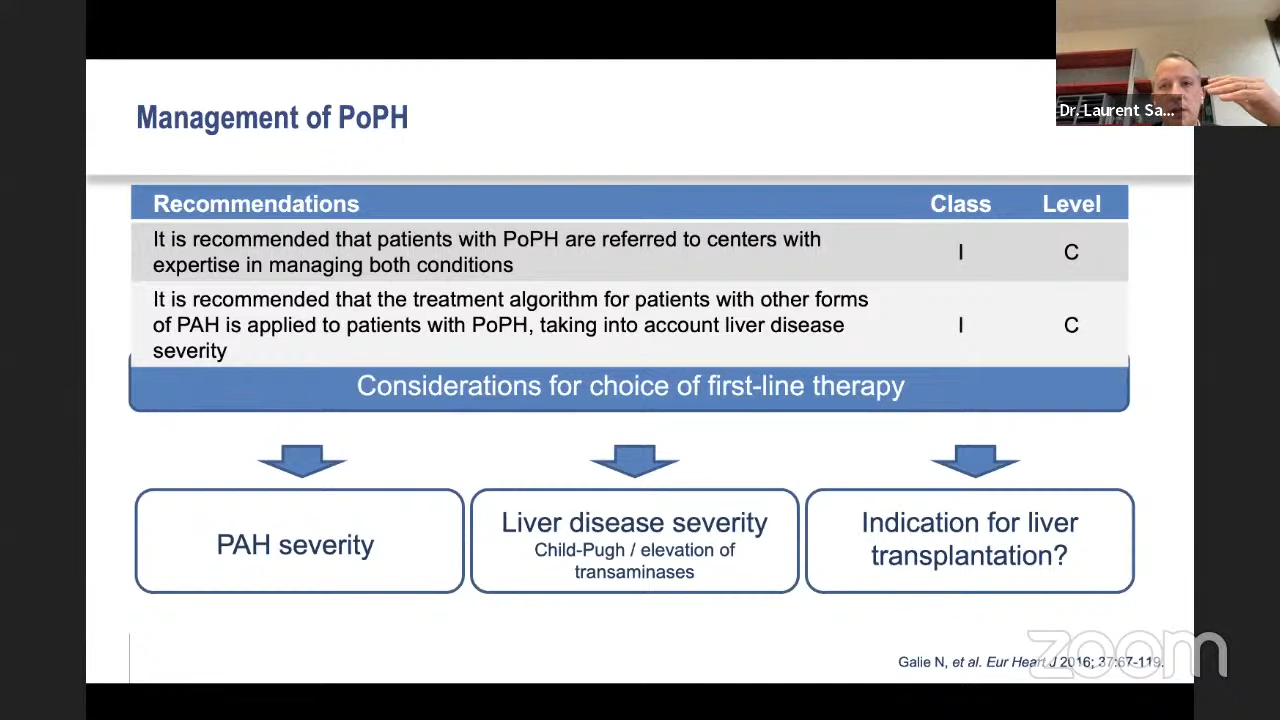 Dr. Laurent Sa...
Management of PoPH
Recommendations Class Level
It is recommended that patients with PoPH are referred to centers with
expertise in managing both conditions
I C
It is recommended that the treatment algorithm for patients with other forms
of PAH is applied to patients with PoPH, taking into account liver disease
severity
I C
Considerations for choice of first-line therapy
PAH severity
Liver disease severity
Child-Pugh / elevation of
transaminases
Indication for liver
transplantation?
Galie N, et al. Eur Heart J 2016; 37:67-119.
zoom